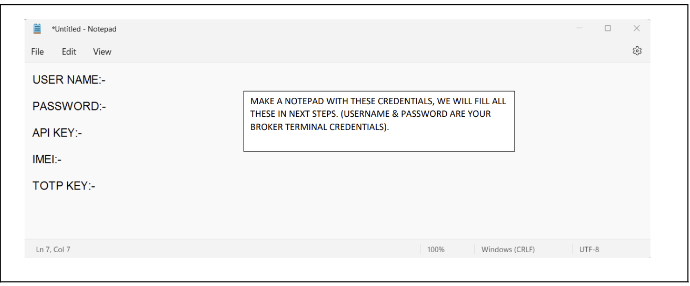 *Untitled - Notepad
File Edit View
USER NAME:-
PASSWORD:-
API KEY:-
IMEI:-
TOTP KEY:-
MAKE A NOTEPAD WITH THESE CREDENTIALS, WE WILL FILL ALL
THESE IN NEXT STEPS. (USERNAME & PASSWORD ARE YOUR
BROKER TERMINAL CREDENTIALS).
Ln 7, Col 7 100% Windows (CRLF) UTF-8